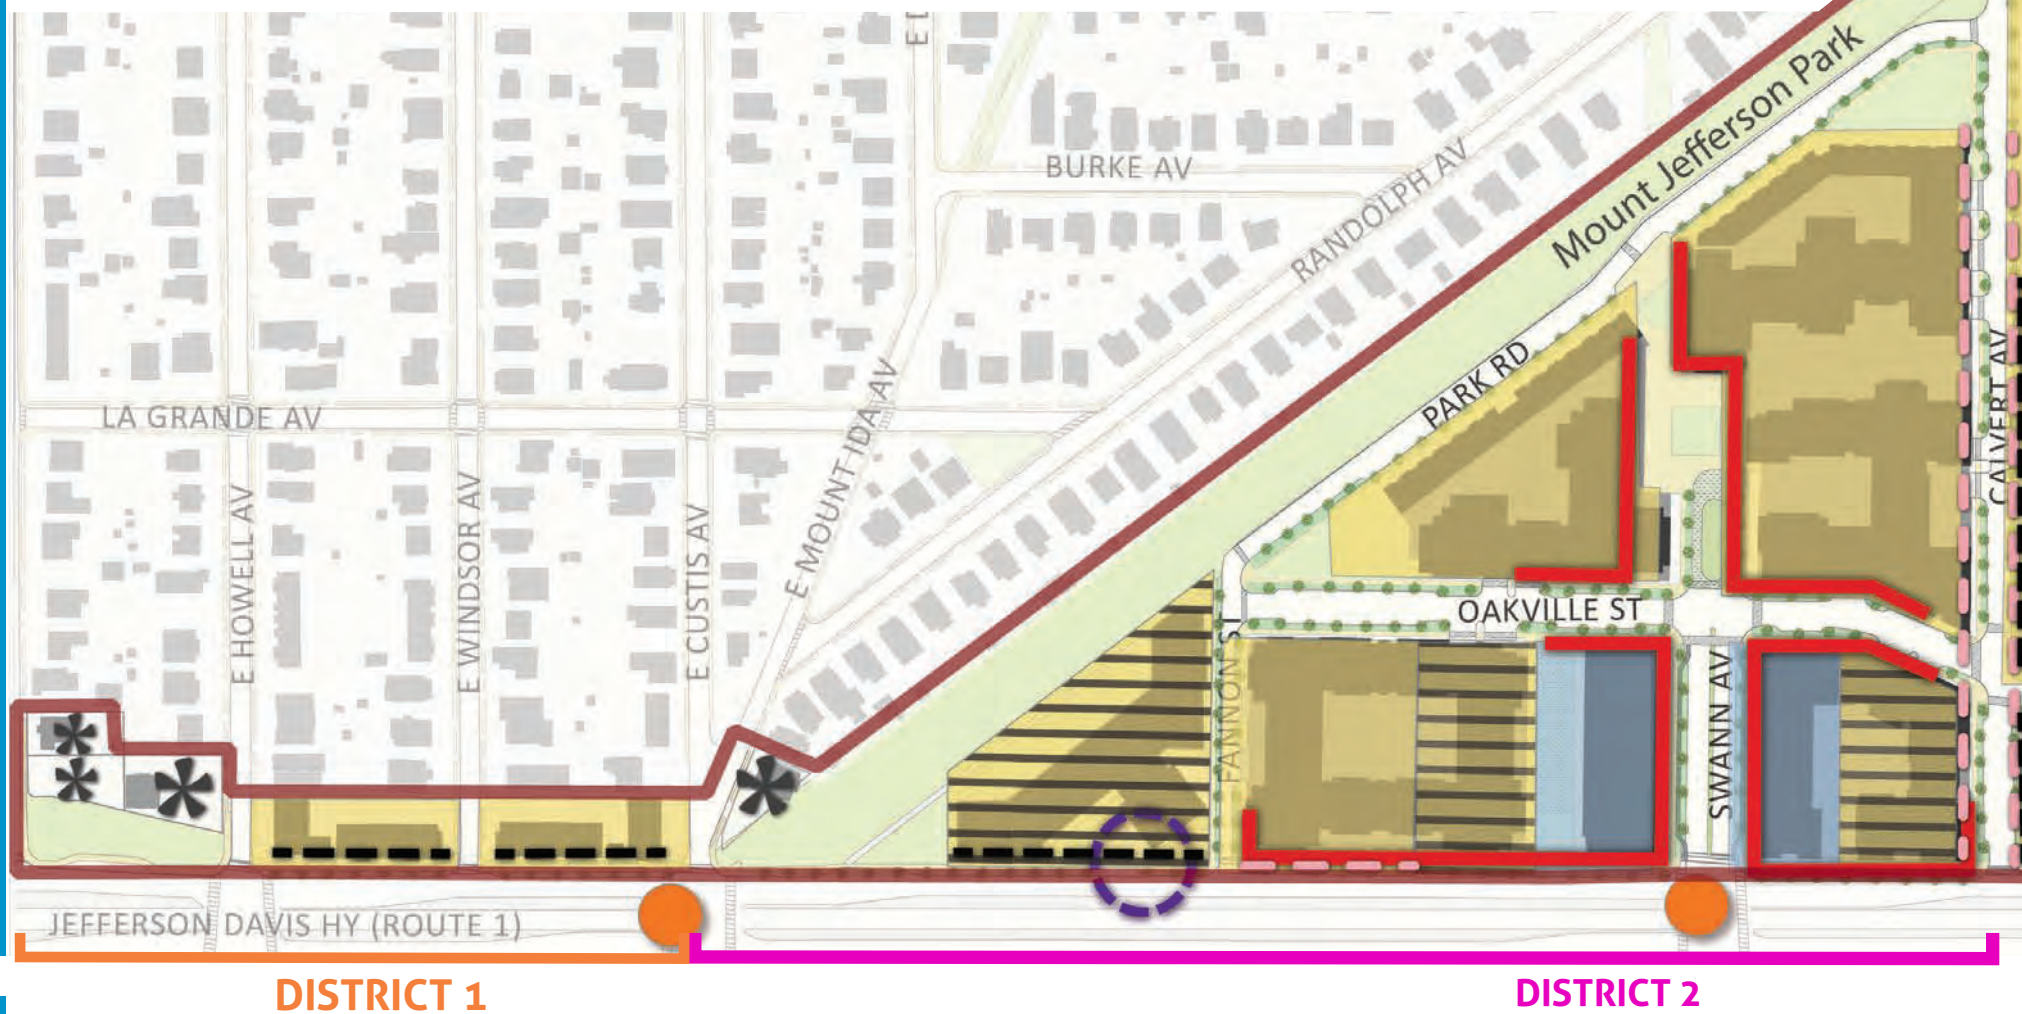 Mount Jefferson Park
BURKE AV
RANDOLPH AV
PARK RD
CALVERT AV
LA GRANDE AV
E MOUNT IDA AV
E HOWELL AV
E WINDSOR AV
E CUSTIS AV
OAKVILLE ST
FANNON ST
SWANN AV
JEFFERSON DAVIS HY (ROUTE 1)
DISTRICT 1
DISTRICT 2